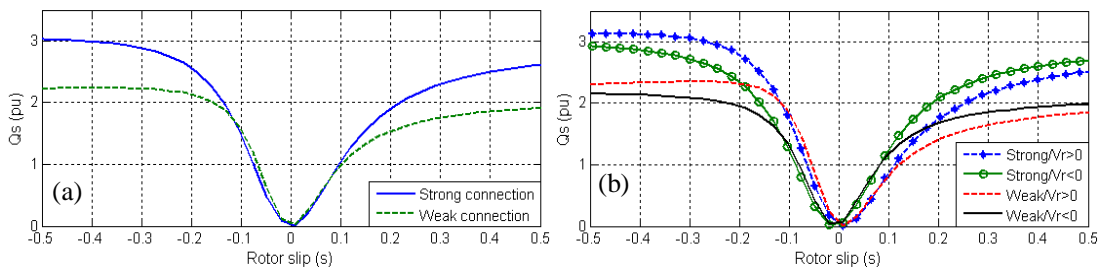 3
2
1
0
Qs (pu)
-0.5 -0.4 -0.3 -0.2 -0.1 0 0.1 0.2 0.3 0.4 0.5
Rotor slip (s)
(a)
Strong connection
Weak connection
3
2
1
0
Qs (pu)
-0.5 -0.4 -0.3 -0.2 -0.1 0 0.1 0.2 0.3 0.4 0.5
Rotor slip (s)
(b)
Strong/Vr>0
Strong/Vr<0
Weak/Vr>0
Weak/Vr<0